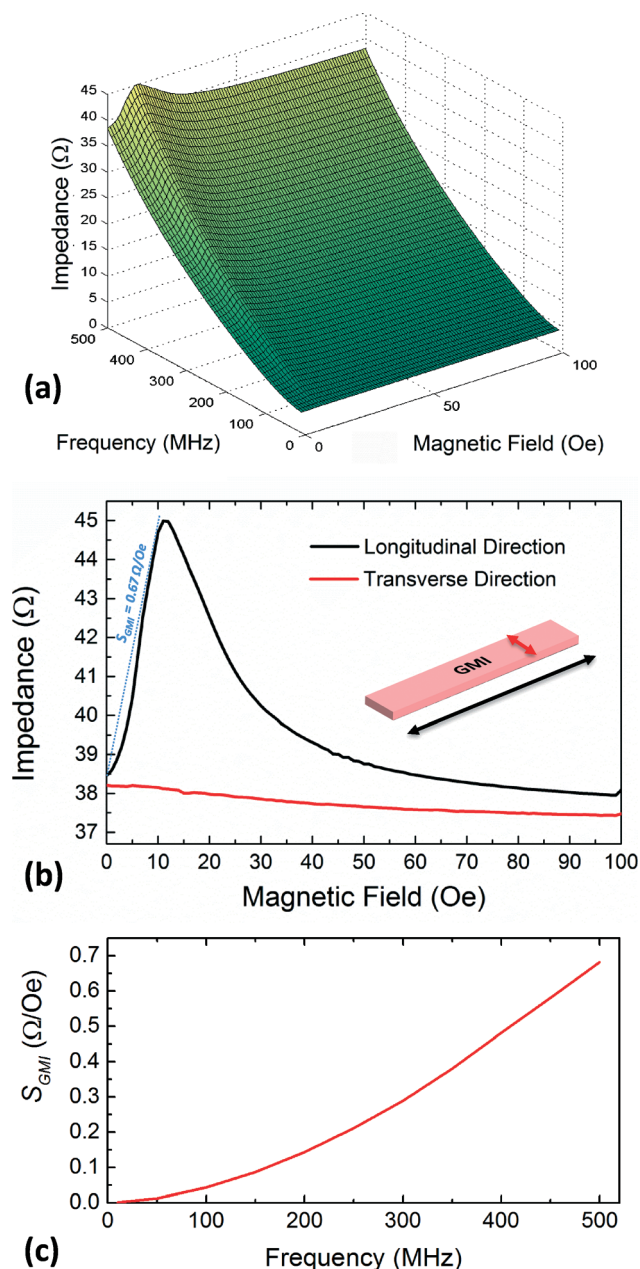 45
40
35
30
25
20
15
10
5
0
Impedance (Ω)
500
400
300
200
100
0
Frequency (MHz)
0
50
100
Magnetic Field (Oe)
(a)
45
44
43
42
41
40
39
38
37
Impedance (Ω)
S_GMI = 0.67 Ω/Oe
Longitudinal Direction
Transverse Direction
GMI
0 10 20 30 40 50 60 70 80 90 100
Magnetic Field (Oe)
(b)
0.7
0.6
0.5
0.4
0.3
0.2
0.1
0.0
S_GMI (Ω/Oe)
0 100 200 300 400 500
Frequency (MHz)
(c)